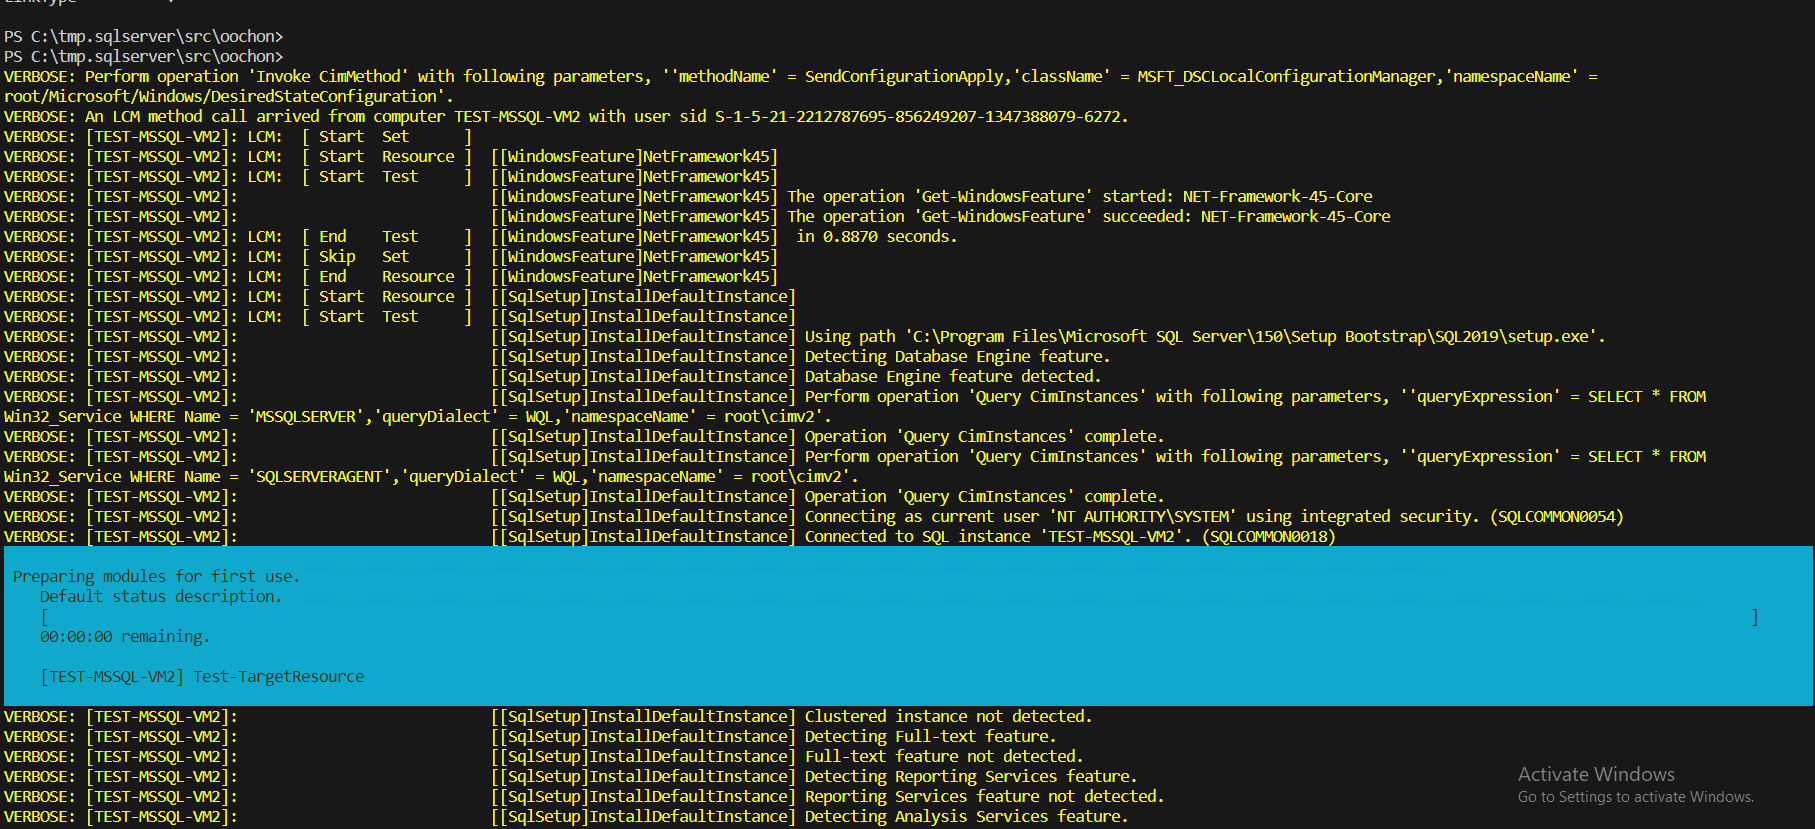 LinkType        :
PS C:\tmp.sqlserver\src\oochon>
PS C:\tmp.sqlserver\src\oochon>
VERBOSE: Perform operation 'Invoke CimMethod' with following parameters, ''methodName' = SendConfigurationApply,'className' = MSFT_DSCLocalConfigurationManager,'namespaceName' =
root/Microsoft/Windows/DesiredStateConfiguration'.
VERBOSE: An LCM method call arrived from computer TEST-MSSQL-VM2 with user sid S-1-5-21-2212787695-856249207-1347388079-6272.
VERBOSE: [TEST-MSSQL-VM2]: LCM:  [ Start  Set      ]
VERBOSE: [TEST-MSSQL-VM2]: LCM:  [ Start  Resource ]  [[WindowsFeature]NetFramework45]
VERBOSE: [TEST-MSSQL-VM2]: LCM:  [ Start  Test     ]  [[WindowsFeature]NetFramework45]
VERBOSE: [TEST-MSSQL-VM2]:                            [[WindowsFeature]NetFramework45] The operation 'Get-WindowsFeature' started: NET-Framework-45-Core
VERBOSE: [TEST-MSSQL-VM2]:                            [[WindowsFeature]NetFramework45] The operation 'Get-WindowsFeature' succeeded: NET-Framework-45-Core
VERBOSE: [TEST-MSSQL-VM2]: LCM:  [ End    Test     ]  [[WindowsFeature]NetFramework45]  in 0.8870 seconds.
VERBOSE: [TEST-MSSQL-VM2]: LCM:  [ Skip   Set      ]  [[WindowsFeature]NetFramework45]
VERBOSE: [TEST-MSSQL-VM2]: LCM:  [ End    Resource ]  [[WindowsFeature]NetFramework45]
VERBOSE: [TEST-MSSQL-VM2]: LCM:  [ Start  Resource ]  [[SqlSetup]InstallDefaultInstance]
VERBOSE: [TEST-MSSQL-VM2]: LCM:  [ Start  Test     ]  [[SqlSetup]InstallDefaultInstance]
VERBOSE: [TEST-MSSQL-VM2]:                            [[SqlSetup]InstallDefaultInstance] Using path 'C:\Program Files\Microsoft SQL Server\150\Setup Bootstrap\SQL2019\setup.exe'.
VERBOSE: [TEST-MSSQL-VM2]:                            [[SqlSetup]InstallDefaultInstance] Detecting Database Engine feature.
VERBOSE: [TEST-MSSQL-VM2]:                            [[SqlSetup]InstallDefaultInstance] Database Engine feature detected.
VERBOSE: [TEST-MSSQL-VM2]:                            [[SqlSetup]InstallDefaultInstance] Perform operation 'Query CimInstances' with following parameters, ''queryExpression' = SELECT * FROM
Win32_Service WHERE Name = 'MSSQLSERVER','queryDialect' = WQL,'namespaceName' = root\cimv2'.
VERBOSE: [TEST-MSSQL-VM2]:                            [[SqlSetup]InstallDefaultInstance] Operation 'Query CimInstances' complete.
VERBOSE: [TEST-MSSQL-VM2]:                            [[SqlSetup]InstallDefaultInstance] Perform operation 'Query CimInstances' with following parameters, ''queryExpression' = SELECT * FROM
Win32_Service WHERE Name = 'SQLSERVERAGENT','queryDialect' = WQL,'namespaceName' = root\cimv2'.
VERBOSE: [TEST-MSSQL-VM2]:                            [[SqlSetup]InstallDefaultInstance] Operation 'Query CimInstances' complete.
VERBOSE: [TEST-MSSQL-VM2]:                            [[SqlSetup]InstallDefaultInstance] Connecting as current user 'NT AUTHORITY\SYSTEM' using integrated security. (SQLCOMMON0054)
VERBOSE: [TEST-MSSQL-VM2]:                            [[SqlSetup]InstallDefaultInstance] Connected to SQL instance 'TEST-MSSQL-VM2'. (SQLCOMMON0018)
Preparing modules for first use.
Default status description.
[ ]
00:00:00 remaining.
[TEST-MSSQL-VM2] Test-TargetResource
VERBOSE: [TEST-MSSQL-VM2]:                            [[SqlSetup]InstallDefaultInstance] Clustered instance not detected.
VERBOSE: [TEST-MSSQL-VM2]:                            [[SqlSetup]InstallDefaultInstance] Detecting Full-text feature.
VERBOSE: [TEST-MSSQL-VM2]:                            [[SqlSetup]InstallDefaultInstance] Full-text feature not detected.
VERBOSE: [TEST-MSSQL-VM2]:                            [[SqlSetup]InstallDefaultInstance] Detecting Reporting Services feature.
VERBOSE: [TEST-MSSQL-VM2]:                            [[SqlSetup]InstallDefaultInstance] Reporting Services feature not detected.
VERBOSE: [TEST-MSSQL-VM2]:                            [[SqlSetup]InstallDefaultInstance] Detecting Analysis Services feature.
Activate Windows
Go to Settings to activate Windows.